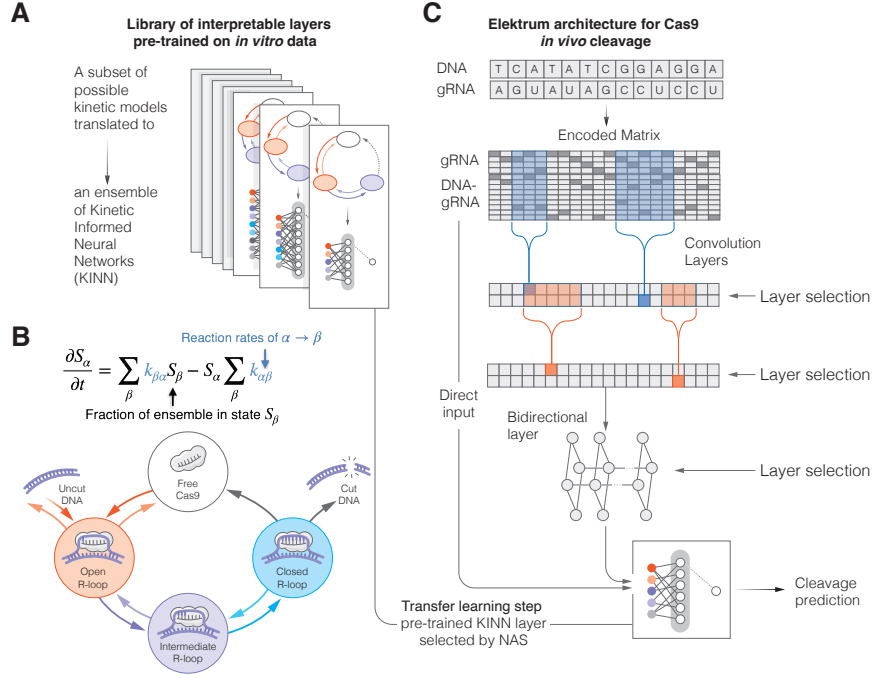 A
Library of interpretable layers
pre-trained on in vitro data
A subset of
possible
kinetic models
translated to
an ensemble
of Kinetic
Informed
Neural
Networks
(KINN)
B
Reaction rates of α → β
∂Sα/∂t = ∑β kβα Sβ − Sα ∑β kαβ
Fraction of ensemble in state Sβ
Free
Cas9
Uncut
DNA
Cut
DNA
Open
R-loop
Closed
R-loop
Intermediate
R-loop
C
Elektrum architecture for Cas9
in vivo cleavage
DNA T C A T A T C G G A G G A
gRNA A G U A U A G C C U C C U
Encoded Matrix
gRNA
DNA-
gRNA
Convolution
Layers
Layer selection
Layer selection
Direct
input
Bidirectional
layer
Layer selection
Transfer learning step
pre-trained KINN layer
selected by NAS
Cleavage
prediction